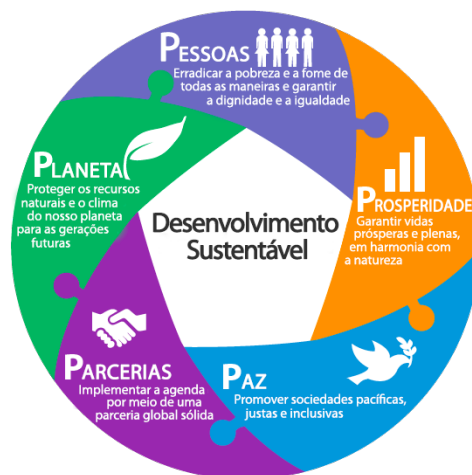 PESSOAS
Erradicar a pobreza e a fome de
todas as maneiras e garantir
a dignidade e a igualdade
PROSPERIDADE
Garantir vidas
prósperas e plenas,
em harmonia com
a natureza
PAZ
Promover sociedades pacíficas,
justas e inclusivas
PARCERIAS
Implementar a agenda
por meio de uma
parceria global sólida
PLANETA
Proteger os recursos
naturais e o clima
do nosso planeta
para as gerações
futuras
Desenvolvimento
Sustentável